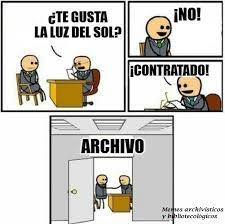 ¿TE GUSTA
LA LUZ DEL SOL?
¡NO!
¡CONTRATADO!
ARCHIVO
Memes archivísticos
y bibliotecológicos